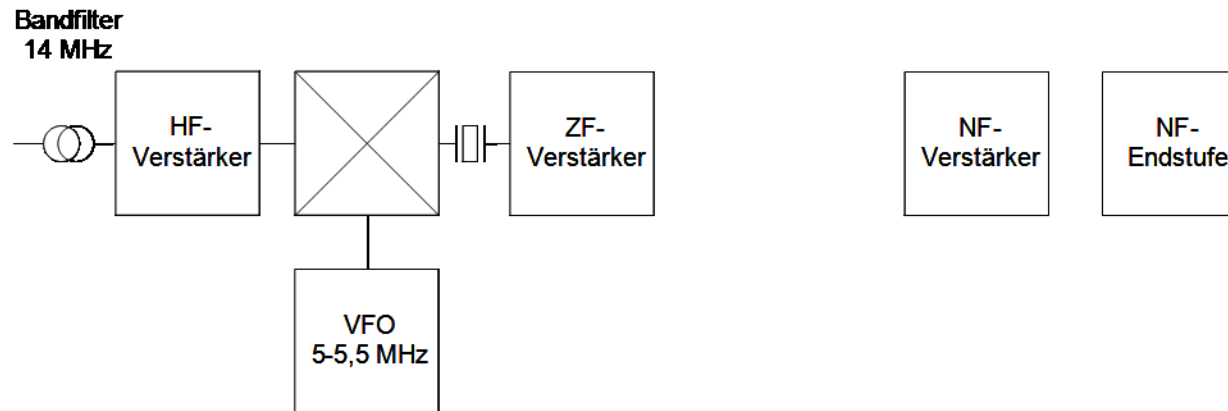 Bandfilter
14 MHz
HF-
Verstärker
ZF-
Verstärker
NF-
Verstärker
NF-
Endstufe
VFO
5-5,5 MHz